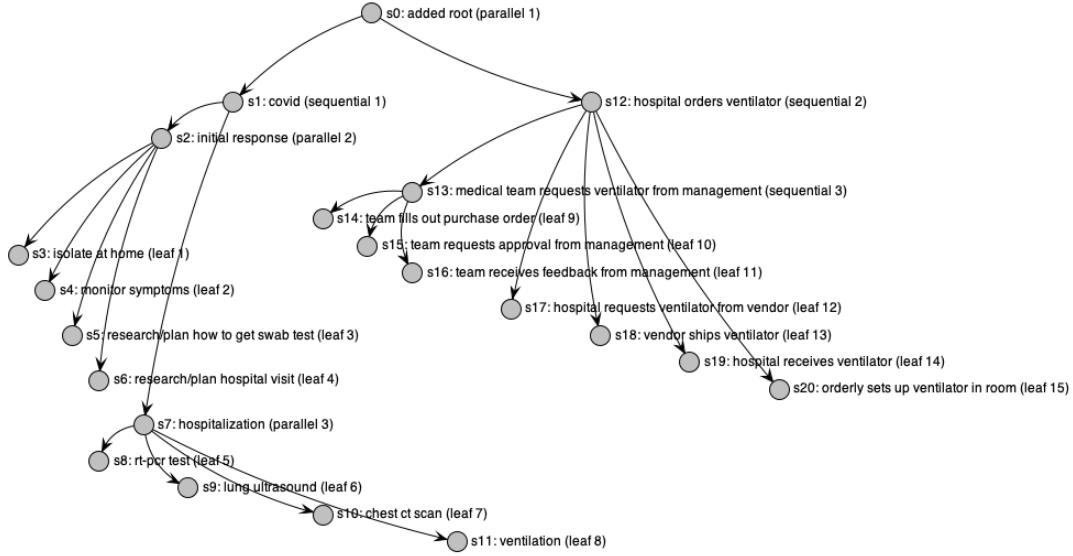 s0: added root (parallel 1)
s1: covid (sequential 1)
s12: hospital orders ventilator (sequential 2)
s2: initial response (parallel 2)
s13: medical team requests ventilator from management (sequential 3)
s14: team fills out purchase order (leaf 9)
s15: team requests approval from management (leaf 10)
s3: isolate at home (leaf 1)
s16: team receives feedback from management (leaf 11)
s4: monitor symptoms (leaf 2)
s17: hospital requests ventilator from vendor (leaf 12)
s5: research/plan how to get swab test (leaf 3)
s18: vendor ships ventilator (leaf 13)
s19: hospital receives ventilator (leaf 14)
s6: research/plan hospital visit (leaf 4)
s20: orderly sets up ventilator in room (leaf 15)
s7: hospitalization (parallel 3)
s8: rt-pcr test (leaf 5)
s9: lung ultrasound (leaf 6)
s10: chest ct scan (leaf 7)
s11: ventilation (leaf 8)